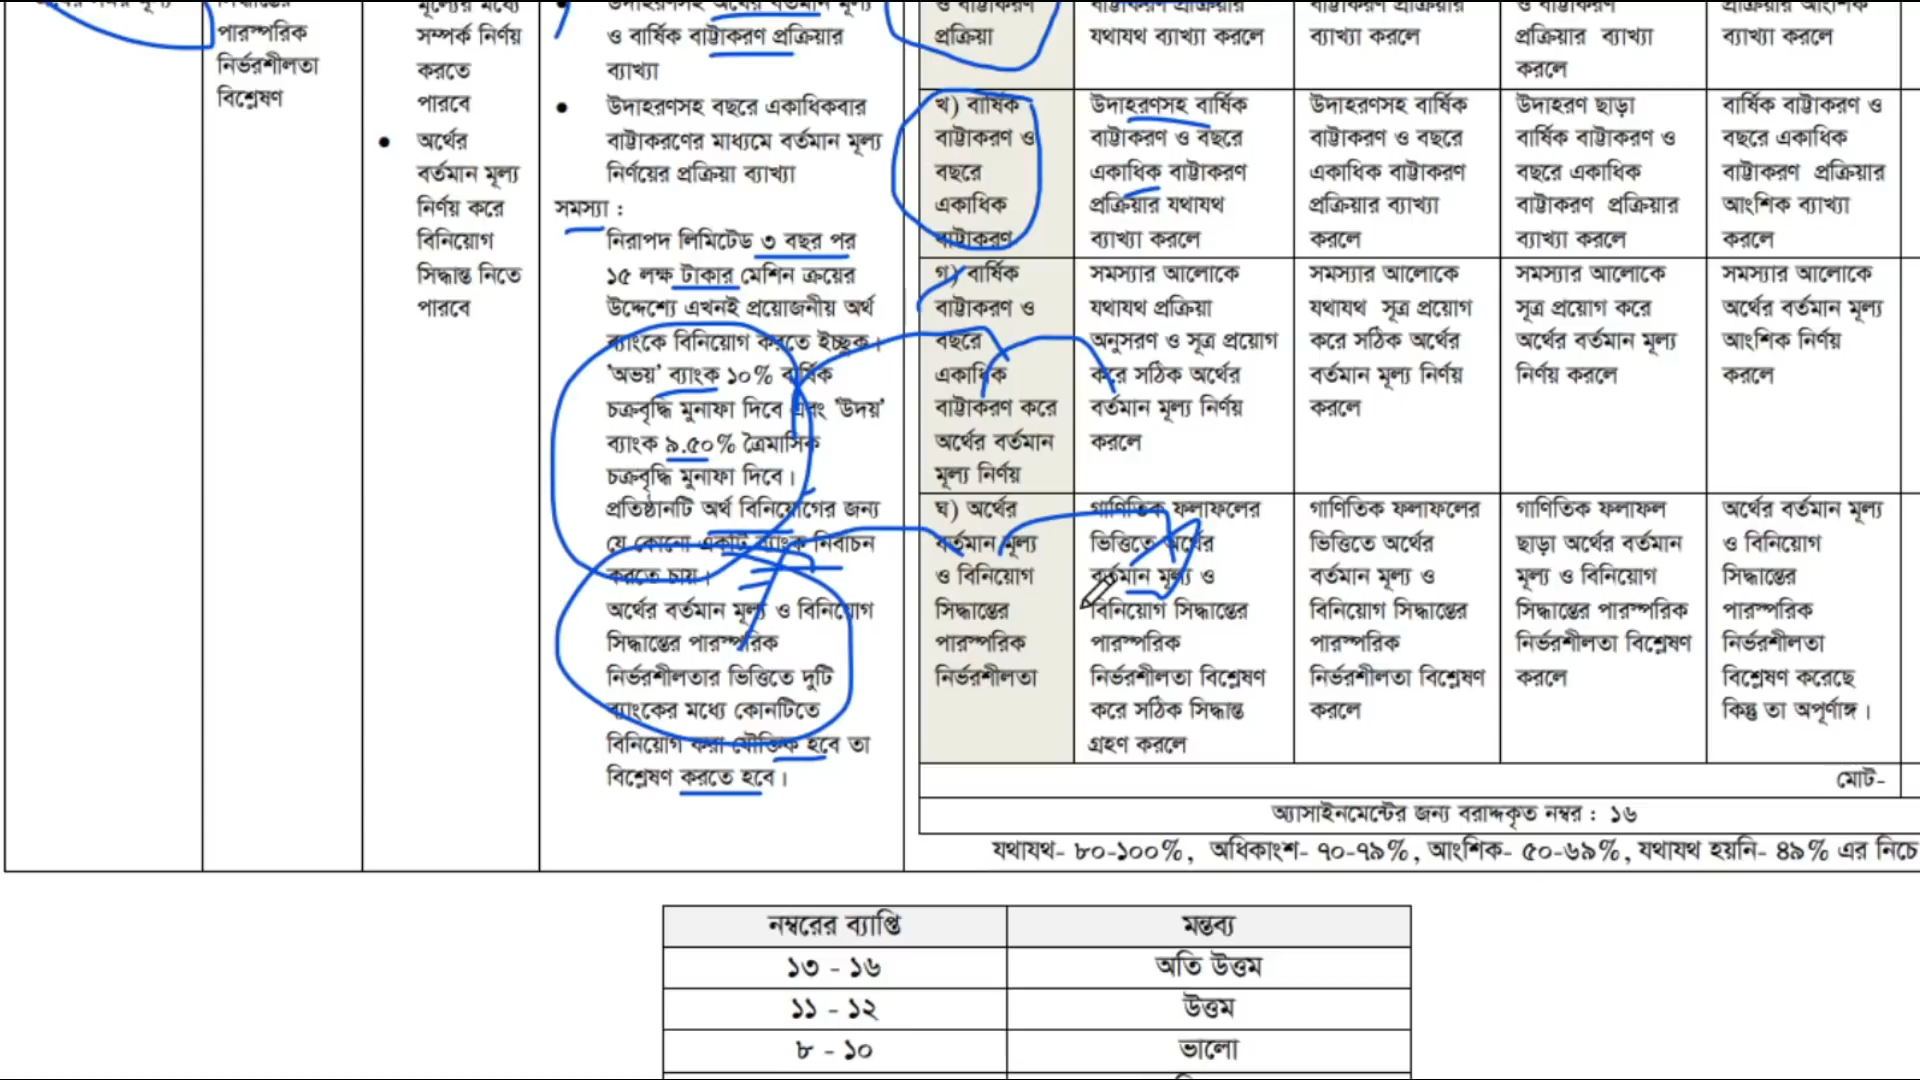 পারস্পরিক
নির্ভরশীলতা
বিশ্লেষণ
সম্পর্ক নির্ণয়
করতে
পারবে
● অর্থের
বর্তমান মূল্য
নির্ণয় করে
বিনিয়োগ
সিদ্ধান্ত নিতে
পারবে
ও বার্ষিক বাট্টাকরণ প্রক্রিয়ার
ব্যাখ্যা
● উদাহরণসহ বছরে একাধিকবার
বাট্টাকরণের মাধ্যমে বর্তমান মূল্য
নির্ণয়ের প্রক্রিয়া ব্যাখ্যা
সমস্যা :
নিরাপদ লিমিটেড ৩ বছর পর
১৫ লক্ষ টাকার মেশিন ক্রয়ের
উদ্দেশ্যে এখনই প্রয়োজনীয় অর্থ
ব্যাংকে বিনিয়োগ করতে ইচ্ছুক।
'অভয়' ব্যাংক ১০% বার্ষিক
চক্রবৃদ্ধি মুনাফা দিবে এবং 'উদয়'
ব্যাংক ৯.৫০% ত্রৈমাসিক
চক্রবৃদ্ধি মুনাফা দিবে।
প্রতিষ্ঠানটি অর্থ বিনিয়োগের জন্য
যে কোনো একটি ব্যাংক নির্বাচন
করতে চায়।
অর্থের বর্তমান মূল্য ও বিনিয়োগ
সিদ্ধান্তের পারস্পরিক
নির্ভরশীলতার ভিত্তিতে দুটি
ব্যাংকের মধ্যে কোনটিতে
বিনিয়োগ করা যৌক্তিক হবে তা
বিশ্লেষণ করতে হবে।
ও বাট্টাকরণ
প্রক্রিয়া
বাট্টাকরণ প্রক্রিয়ার
যথাযথ ব্যাখ্যা করলে
বাট্টাকরণ প্রক্রিয়ার
ব্যাখ্যা করলে
ও বাট্টাকরণ
প্রক্রিয়ার ব্যাখ্যা
করলে
প্রক্রিয়ার আংশিক
ব্যাখ্যা করলে
খ) বার্ষিক
বাট্টাকরণ ও
বছরে
একাধিক
বাট্টাকরণ
উদাহরণসহ বার্ষিক
বাট্টাকরণ ও বছরে
একাধিক বাট্টাকরণ
প্রক্রিয়ার যথাযথ
ব্যাখ্যা করলে
উদাহরণসহ বার্ষিক
বাট্টাকরণ ও বছরে
একাধিক বাট্টাকরণ
প্রক্রিয়ার ব্যাখ্যা
করলে
উদাহরণ ছাড়া
বার্ষিক বাট্টাকরণ ও
বছরে একাধিক
বাট্টাকরণ প্রক্রিয়ার
ব্যাখ্যা করলে
বার্ষিক বাট্টাকরণ ও
বছরে একাধিক
বাট্টাকরণ প্রক্রিয়ার
আংশিক ব্যাখ্যা
করলে
গ) বার্ষিক
বাট্টাকরণ ও
বছরে
একাধিক
বাট্টাকরণ করে
অর্থের বর্তমান
মূল্য নির্ণয়
সমস্যার আলোকে
যথাযথ প্রক্রিয়া
অনুসরণ ও সূত্র প্রয়োগ
করে সঠিক অর্থের
বর্তমান মূল্য নির্ণয়
করলে
সমস্যার আলোকে
যথাযথ সূত্র প্রয়োগ
করে সঠিক অর্থের
বর্তমান মূল্য নির্ণয়
করলে
সমস্যার আলোকে
সূত্র প্রয়োগ করে
অর্থের বর্তমান মূল্য
নির্ণয় করলে
সমস্যার আলোকে
অর্থের বর্তমান মূল্য
আংশিক নির্ণয়
করলে
ঘ) অর্থের
বর্তমান মূল্য
ও বিনিয়োগ
সিদ্ধান্তের
পারস্পরিক
নির্ভরশীলতা
গাণিতিক ফলাফলের
ভিত্তিতে অর্থের
বর্তমান মূল্য ও
বিনিয়োগ সিদ্ধান্তের
পারস্পরিক
নির্ভরশীলতা বিশ্লেষণ
করে সঠিক সিদ্ধান্ত
গ্রহণ করলে
গাণিতিক ফলাফলের
ভিত্তিতে অর্থের
বর্তমান মূল্য ও
বিনিয়োগ সিদ্ধান্তের
পারস্পরিক
নির্ভরশীলতা বিশ্লেষণ
করলে
গাণিতিক ফলাফল
ছাড়া অর্থের বর্তমান
মূল্য ও বিনিয়োগ
সিদ্ধান্তের পারস্পরিক
নির্ভরশীলতা বিশ্লেষণ
করলে
অর্থের বর্তমান মূল্য
ও বিনিয়োগ
সিদ্ধান্তের
পারস্পরিক
নির্ভরশীলতা
বিশ্লেষণ করেছে
কিন্তু তা অপূর্ণাঙ্গ।
মোট-
অ্যাসাইনমেন্টের জন্য বরাদ্দকৃত নম্বর : ১৬
যথাযথ- ৮০-১০০%, অধিকাংশ- ৭০-৭৯%, আংশিক- ৫০-৬৯%, যথাযথ হয়নি- ৪৯% এর নিচে
নম্বরের ব্যাপ্তি মন্তব্য
১৩ - ১৬ অতি উত্তম
১১ - ১২ উত্তম
৮ - ১০ ভালো